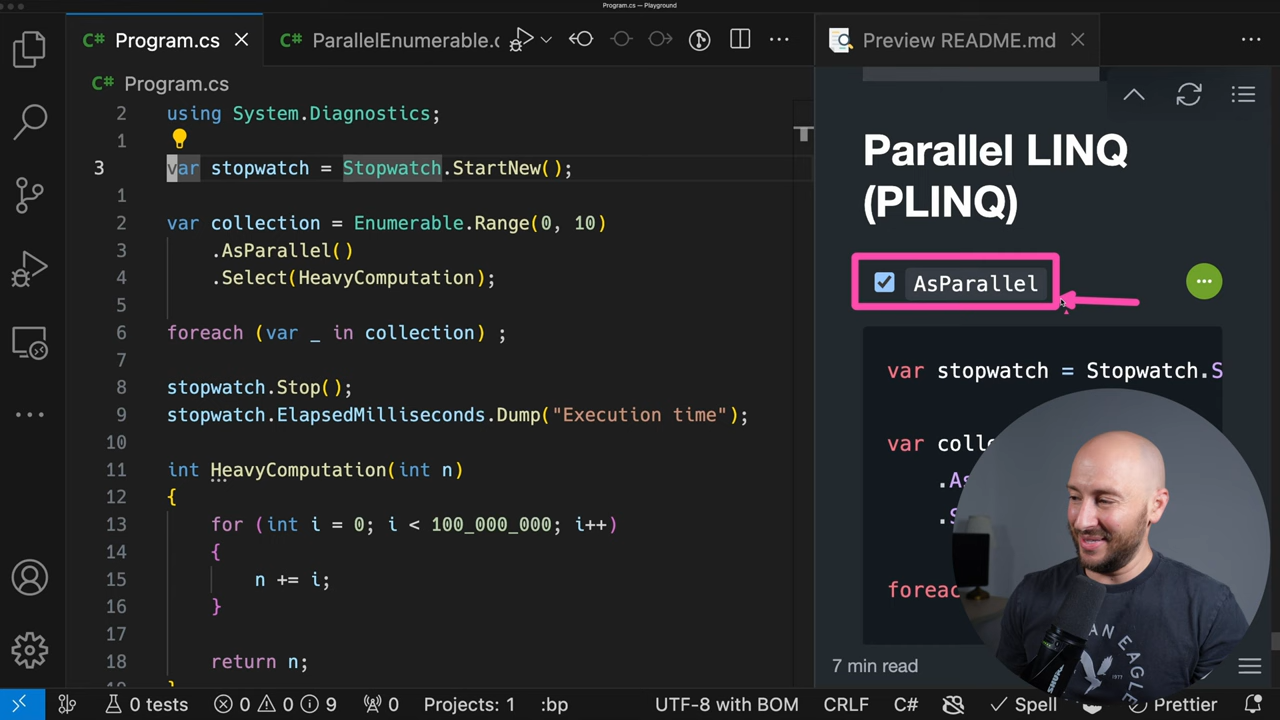 Program.cs — Playground
C# Program.cs
C# ParallelEnumerable.c
Preview README.md
C# Program.cs
2 using System.Diagnostics;
1
3 var stopwatch = Stopwatch.StartNew();
1
2 var collection = Enumerable.Range(0, 10)
3 .AsParallel()
4 .Select(HeavyComputation);
5
6 foreach (var _ in collection) ;
7
8 stopwatch.Stop();
9 stopwatch.ElapsedMilliseconds.Dump("Execution time");
10
11 int HeavyComputation(int n)
12 {
13 for (int i = 0; i < 100_000_000; i++)
14 {
15 n += i;
16 }
17
18 return n;
Parallel LINQ
(PLINQ)
AsParallel
var stopwatch = Stopwatch.S
var colle
.As
.S
foreac
7 min read
AN EAGLE
1977
0 tests
0
0
9
0
Projects: 1
:bp
UTF-8 with BOM
CRLF
C#
Spell
Prettier